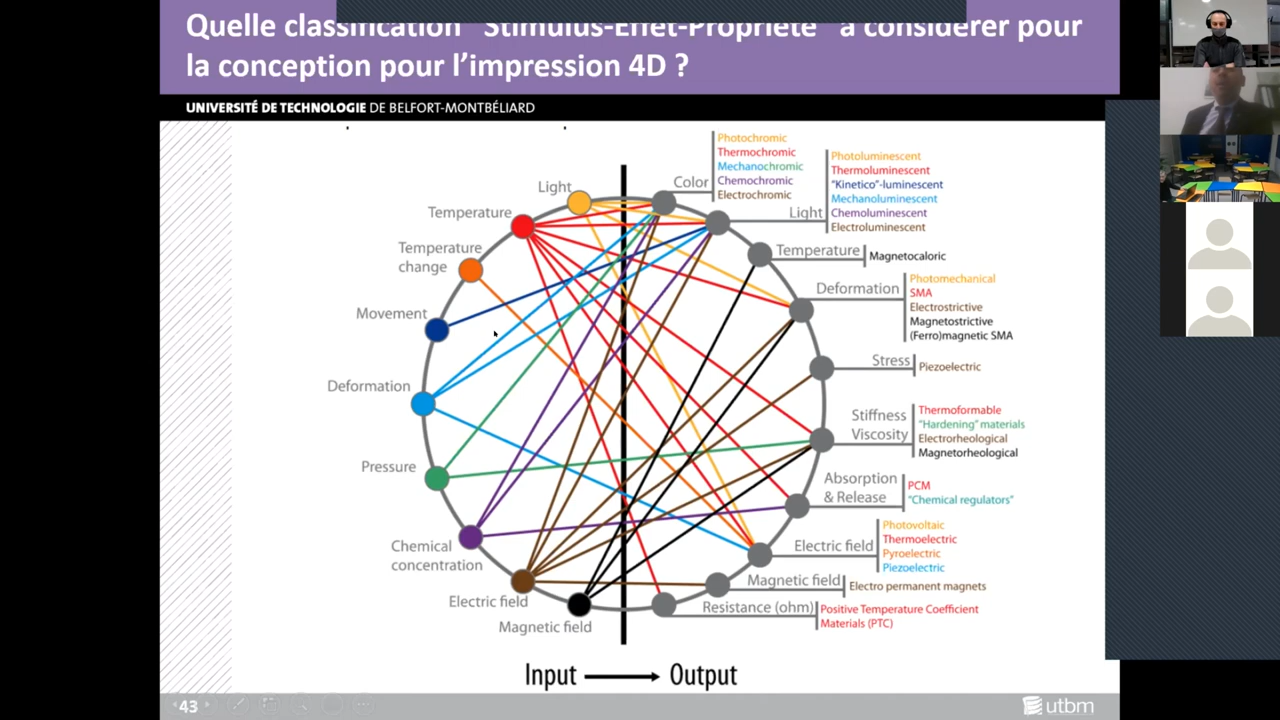 Quelle classification "Stimulus-Effet-Propriété" à considérer pour
la conception pour l'impression 4D ?
UNIVERSITÉ DE TECHNOLOGIE DE BELFORT-MONTBÉLIARD
Light
Temperature
Temperature
change
Movement
Deformation
Pressure
Chemical
concentration
Electric field
Magnetic field
Color
Photochromic
Thermochromic
Mechanochromic
Chemochromic
Electrochromic
Light
Photoluminescent
Thermoluminescent
"Kinetico"-luminescent
Mechanoluminescent
Chemoluminescent
Electroluminescent
Temperature
Magnetocaloric
Deformation
Photomechanical
SMA
Electrostrictive
Magnetostrictive
(Ferro)magnetic SMA
Stress
Piezoelectric
Stiffness
Viscosity
Thermoformable
"Hardening" materials
Electrorheological
Magnetorheological
Absorption
& Release
PCM
"Chemical regulators"
Electric field
Photovoltaic
Thermoelectric
Pyroelectric
Piezoelectric
Magnetic field
Electro permanent magnets
Resistance (ohm)
Positive Temperature Coefficient
Materials (PTC)
Input
Output
43
utbm